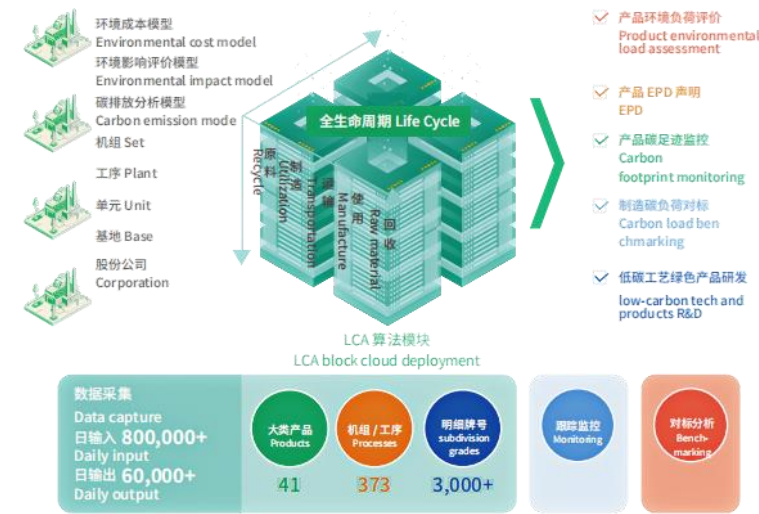 环境成本模型
Environmental cost model
环境影响评价模型
Environmental impact model
碳排放分析模型
Carbon emission mode
机组 Set
工序 Plant
单元 Unit
基地 Base
股份公司
Corporation
全生命周期 Life Cycle
原料
Recycle
制造
Utilization
运输
Transportation
使用
Manufacture
回收
Raw material
LCA 算法模块
LCA block cloud deployment
产品环境负荷评价
Product environmental
load assessment
产品 EPD 声明
EPD
产品碳足迹监控
Carbon
footprint monitoring
制造碳负荷对标
Carbon load ben
chmarking
低碳工艺绿色产品研发
low-carbon tech and
products R&D
数据采集
Data capture
日输入 800,000+
Daily input
日输出 60,000+
Daily output
大类产品
Products
41
机组 / 工序
Processes
373
明细牌号
subdivision
grades
3,000+
跟踪监控
Monitoring
对标分析
Bench-
marking